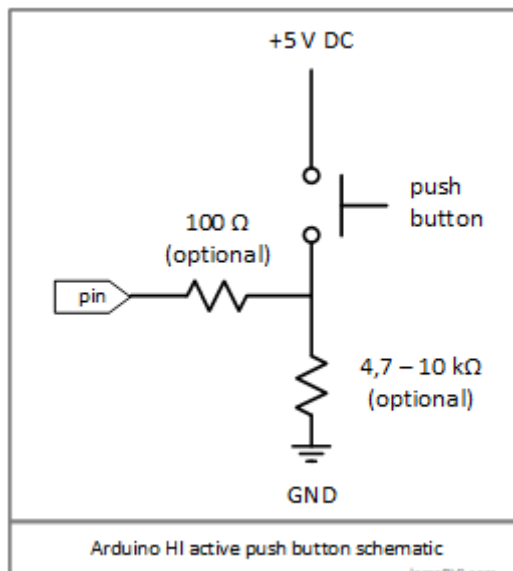 +5 V DC
push
button
100 Ω
(optional)
pin
4,7 – 10 kΩ
(optional)
GND
Arduino HI active push button schematic